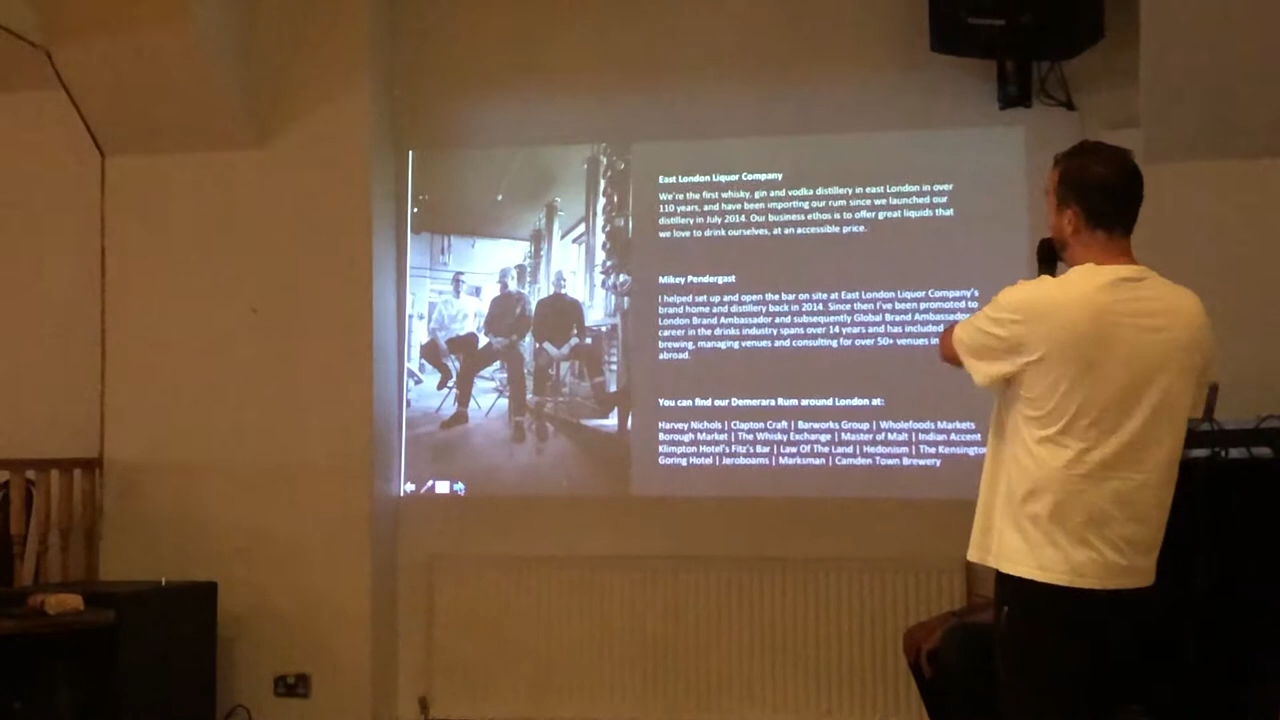 East London Liquor Company
We're the first whisky, gin and vodka distillery in east London in over
110 years, and have been importing our rum since we launched our
distillery in July 2014. Our business ethos is to offer great liquids that
we love to drink ourselves, at an accessible price.
Mikey Pendergast
I helped set up and open the bar on site at East London Liquor Company's
brand home and distillery back in 2014. Since then I've been promoted to
London Brand Ambassador and subsequently Global Brand Ambassador
career in the drinks industry spans over 14 years and has included
brewing, managing venues and consulting for over 50+ venues in
abroad.
You can find our Demerara Rum around London at:
Harvey Nichols | Clapton Craft | Barworks Group | Wholefoods Markets
Borough Market | The Whisky Exchange | Master of Malt | Indian Accent
Klimpton Hotel's Fitz's Bar | Law Of The Land | Hedonism | The Kensington
Goring Hotel | Jeroboams | Marksman | Camden Town Brewery